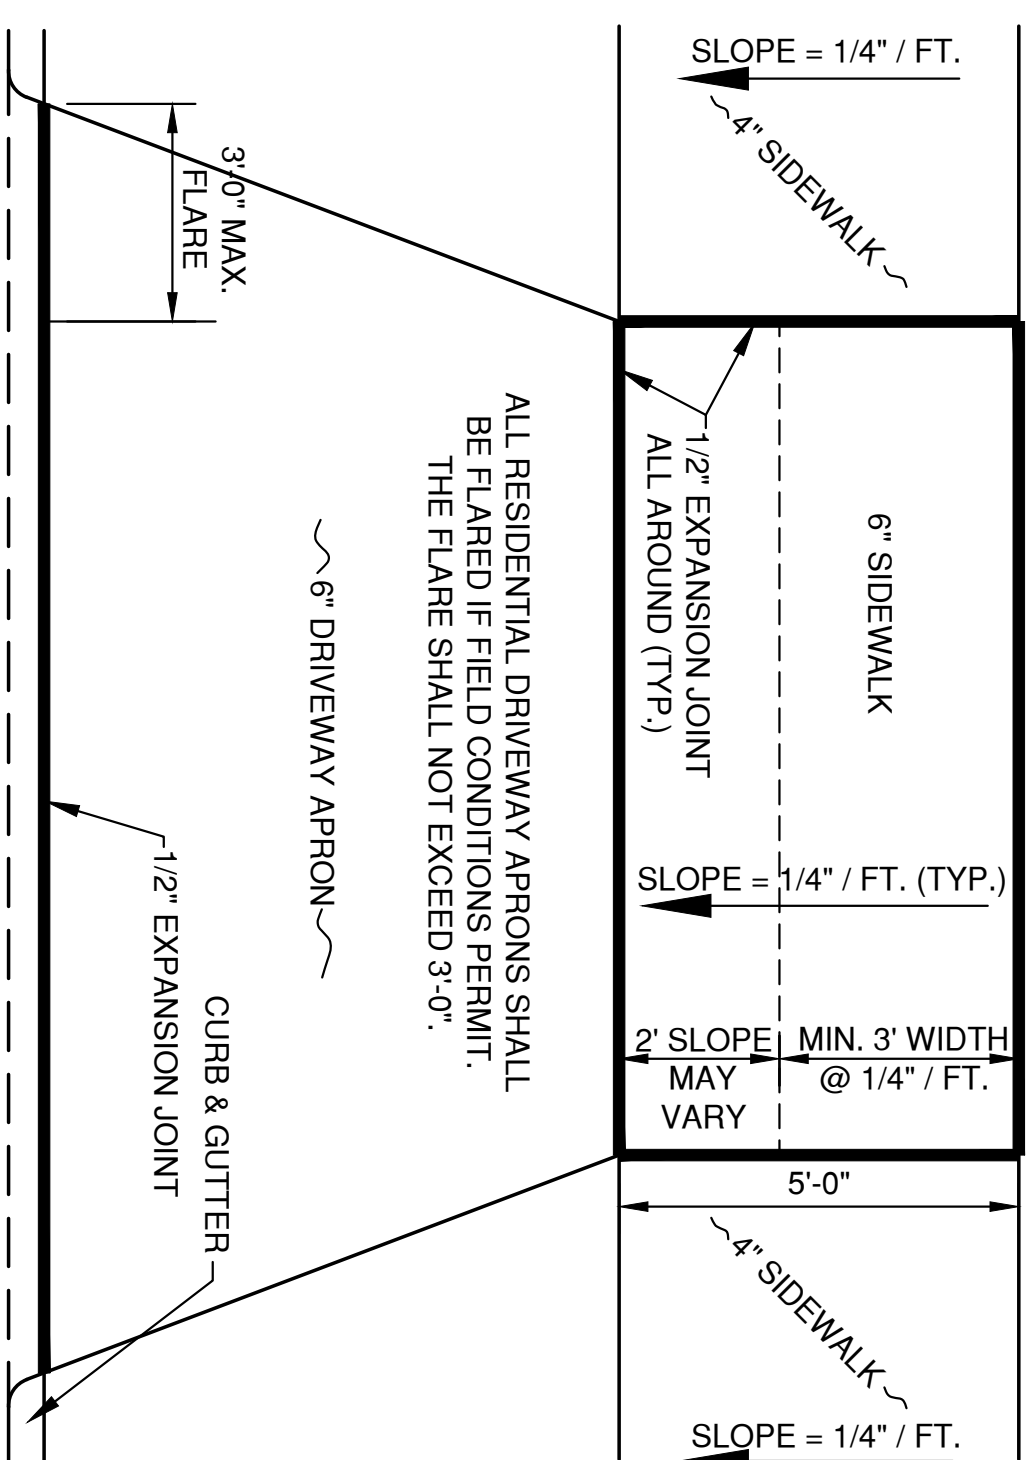 SLOPE = 1/4" / FT.
4" SIDEWALK
3'-0" MAX.
FLARE
1/2" EXPANSION JOINT
ALL AROUND (TYP.)
6" SIDEWALK
ALL RESIDENTIAL DRIVEWAY APRONS SHALL
BE FLARED IF FIELD CONDITIONS PERMIT.
THE FLARE SHALL NOT EXCEED 3'-0".
6" DRIVEWAY APRON
SLOPE = 1/4" / FT. (TYP.)
1/2" EXPANSION JOINT
CURB & GUTTER
2' SLOPE
MAY
VARY
MIN. 3' WIDTH
@ 1/4" / FT.
5'-0"
4" SIDEWALK
SLOPE = 1/4" / FT.